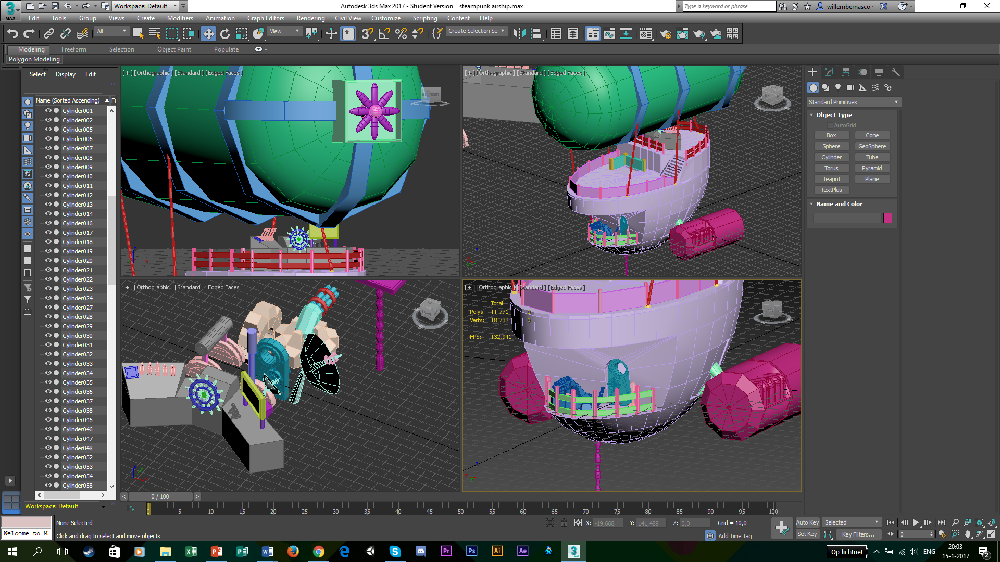 Workspace: Default
Autodesk 3ds Max 2017 - Student Version    steampunk airship.max
Type a keyword or phrase
willembernasco
MAX
Edit Tools Group Views Create Modifiers Animation Graph Editors Rendering Civil View Customize Scripting Content Help
All
View
Create Selection Se
Modeling Freeform Selection Object Paint Populate
Polygon Modeling
Select Display Edit
Name (Sorted Ascending) Fr
Cylinder001
Cylinder002
Cylinder005
Cylinder006
Cylinder007
Cylinder008
Cylinder009
Cylinder010
Cylinder011
Cylinder012
Cylinder013
Cylinder014
Cylinder016
Cylinder017
Cylinder018
Cylinder019
Cylinder020
Cylinder021
Cylinder022
Cylinder023
Cylinder024
Cylinder027
Cylinder028
Cylinder029
Cylinder030
Cylinder031
Cylinder032
Cylinder033
Cylinder034
Cylinder035
Cylinder036
Cylinder037
Cylinder038
Cylinder045
Cylinder046
Cylinder047
Cylinder048
Cylinder052
Cylinder053
Cylinder054
Cylinder058
Workspace: Default
[+] [Orthographic] [Standard] [Edged Faces]
FRONT
[+] [Orthographic] [Standard] [Edged Faces]
[+] [Orthographic] [Standard] [Edged Faces]
[+] [Orthographic] [Standard] [Edged Faces]
Total
Polys: 11.771 0
Verts: 18.732 0
FPS: 132,941
Standard Primitives
Object Type
AutoGrid
Box Cone
Sphere GeoSphere
Cylinder Tube
Torus Pyramid
Teapot Plane
TextPlus
Name and Color
< 0 / 100 >
0 5 10 15 20 25 30 35 40 45 50 55 60 65 70 75 80 85 90 95 100
None Selected
X: -19,668 Y: 141,489 Z: 0,0 Grid = 10,0
Auto Key Selected
Welcome to M
Click and drag to select and move objects
Add Time Tag
Set Key Key Filters...
0
Pr Ps Ai Ae
3
MAX
Op lichtnet
ENG
20:03
15-1-2017
2